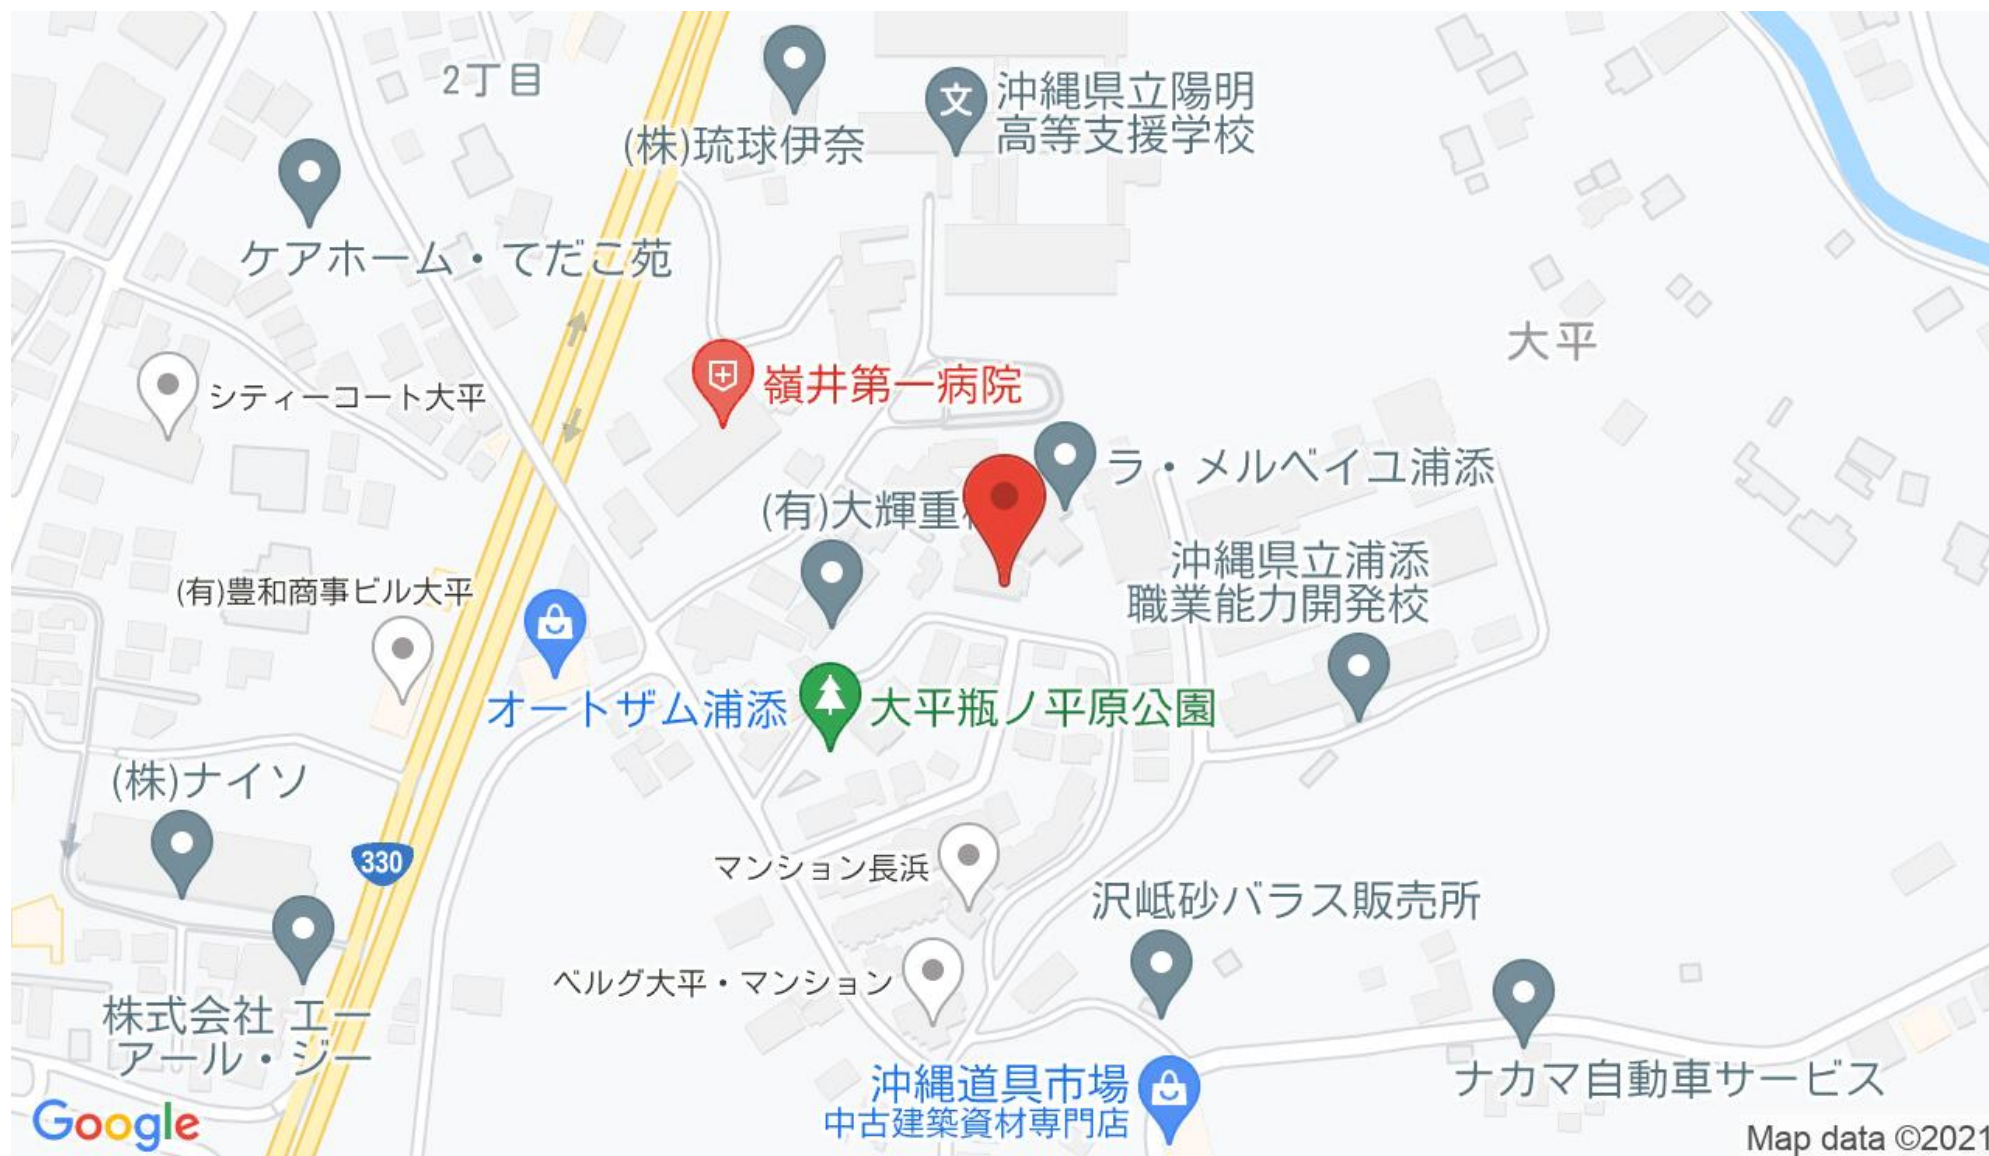 2丁目
(株)琉球伊奈
沖縄県立陽明
高等支援学校
ケアホーム・てだこ苑
大平
シティーコート大平
嶺井第一病院
ラ・メルベイユ浦添
(有)大輝重
(有)豊和商事ビル大平
沖縄県立浦添
職業能力開発校
オートザム浦添
大平瓶ノ平原公園
(株)ナイソ
330
マンション長浜
沢岻砂バラス販売所
ベルグ大平・マンション
株式会社 エー
アール・ジー
沖縄道具市場
中古建築資材専門店
ナカマ自動車サービス
Google
Map data ©2021